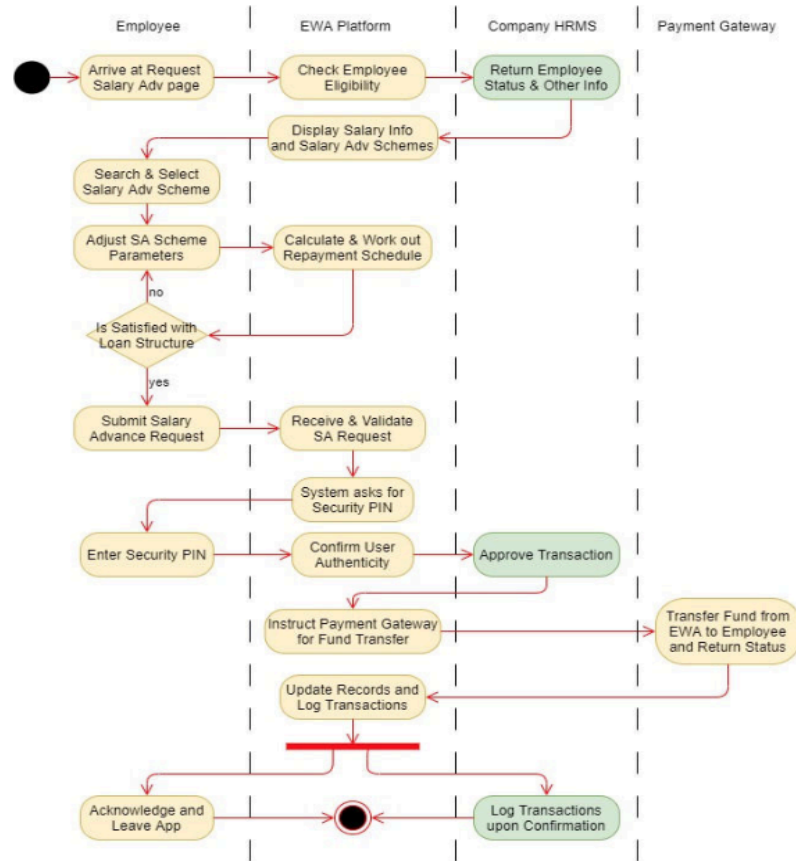 Employee
EWA Platform
Company HRMS
Payment Gateway
Arrive at Request
Salary Adv page
Check Employee
Eligibility
Return Employee
Status & Other Info
Display Salary Info
and Salary Adv Schemes
Search & Select
Salary Adv Scheme
Adjust SA Scheme
Parameters
Calculate & Work out
Repayment Schedule
no
Is Satisfied with
Loan Structure
yes
Submit Salary
Advance Request
Receive & Validate
SA Request
System asks for
Security PIN
Enter Security PIN
Confirm User
Authenticity
Approve Transaction
Instruct Payment Gateway
for Fund Transfer
Transfer Fund from
EWA to Employee
and Return Status
Update Records and
Log Transactions
Acknowledge and
Leave App
Log Transactions
upon Confirmation